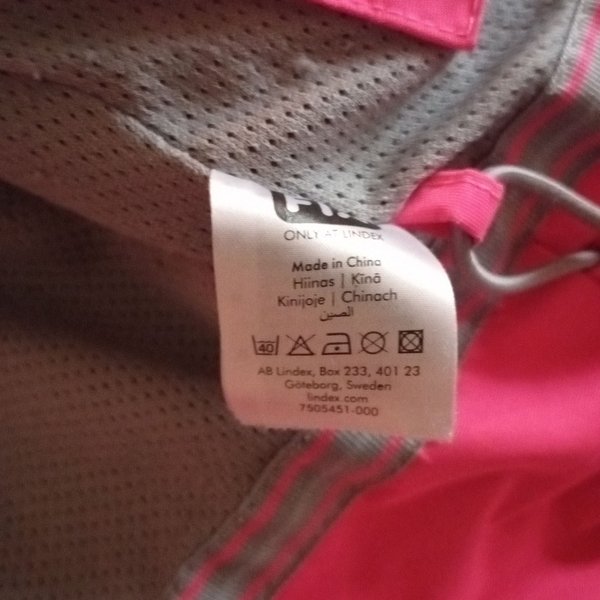 ONLY AT LINDEX
Made in China
Hiinas | Ķīnā
Kinijoje | Chinach
الصين
40
AB Lindex, Box 233, 401 23
Göteborg, Sweden
lindex.com
7505451-000